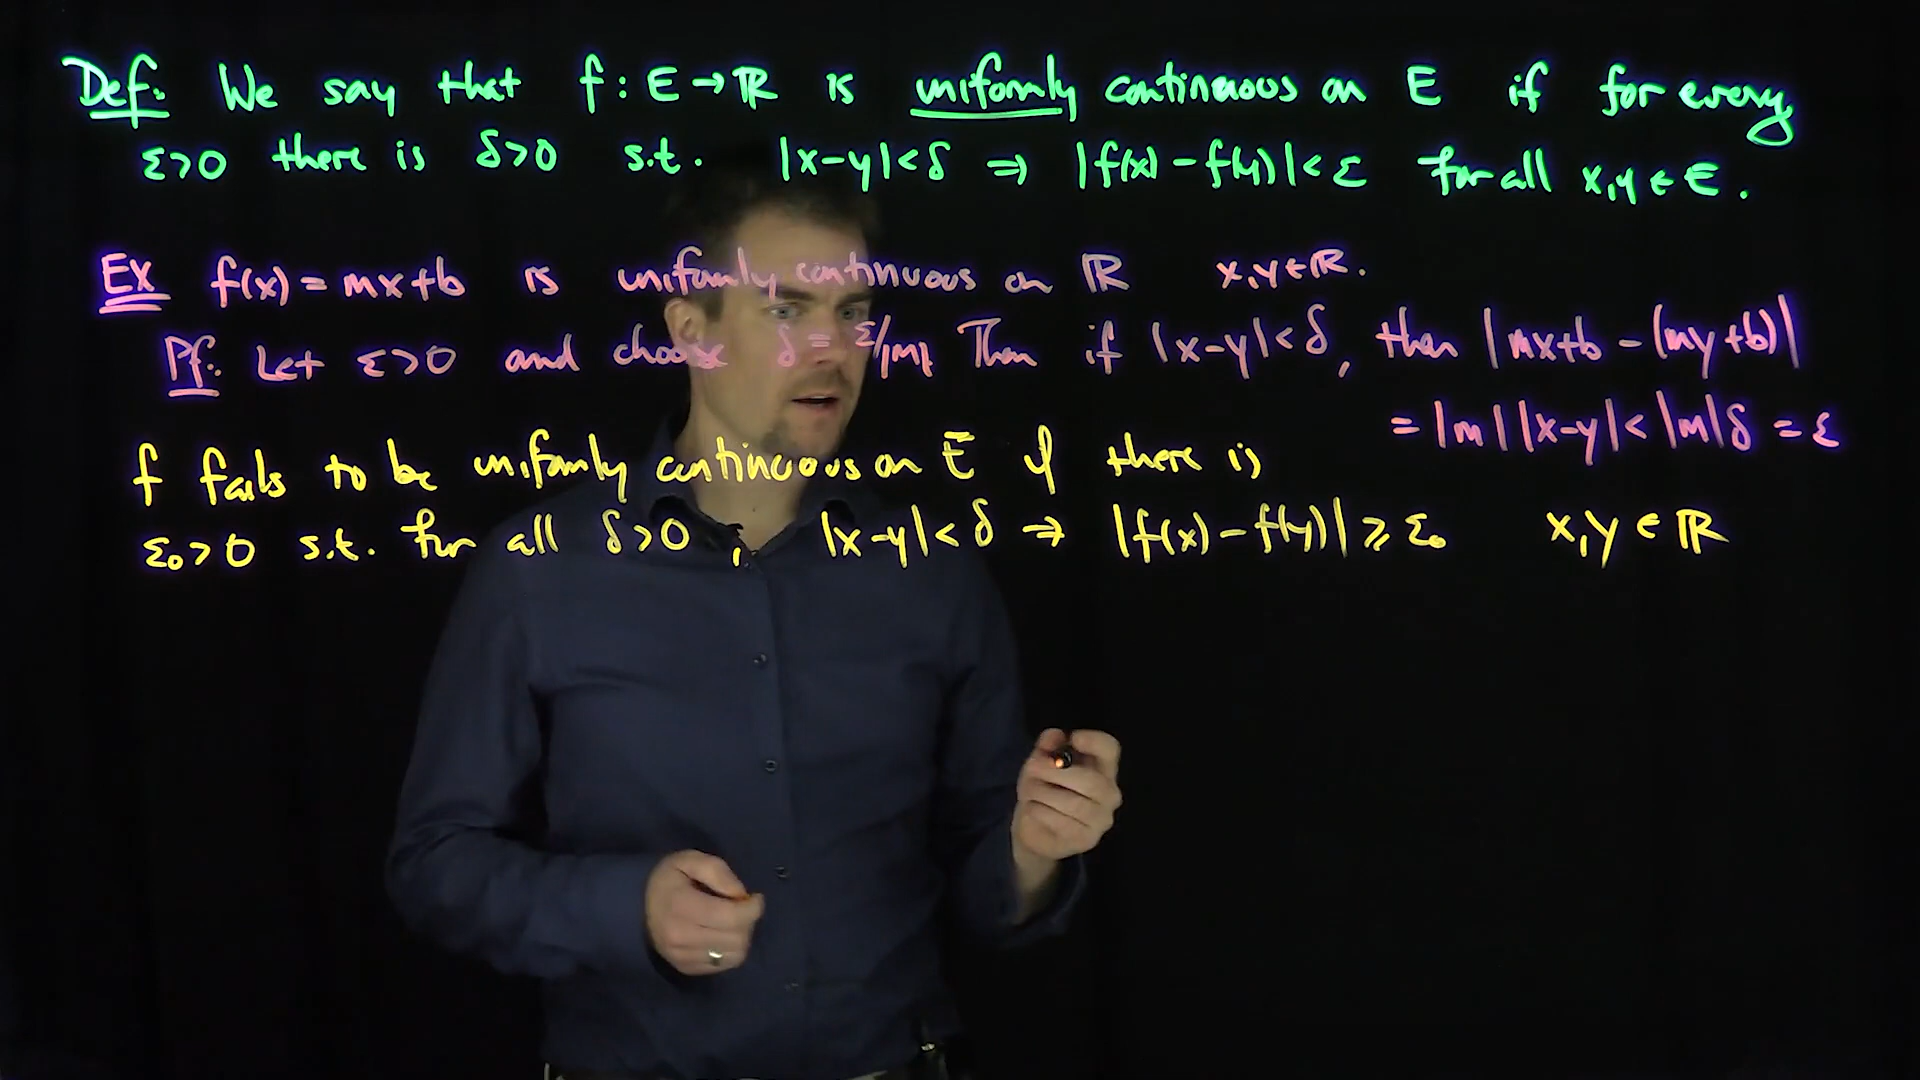 Def: We say that f: E → ℝ is uniformly continuous on E if for every
ε>0 there is δ>0 s.t. |x-y|<δ ⇒ |f(x)-f(y)|<ε for all x,y ∈ E.
Ex f(x) = mx+b is uniformly continuous on ℝ x,y ∈ ℝ.
Pf: Let ε>0 and choose δ = ε/|m|. Then if |x-y|<δ, then |mx+b-(my+b)|
= |m||x-y| < |m|δ = ε
f fails to be uniformly continuous on E if there is
ε₀>0 s.t. for all δ>0, |x-y|<δ ⇒ |f(x)-f(y)| ≥ ε₀ x,y ∈ ℝ